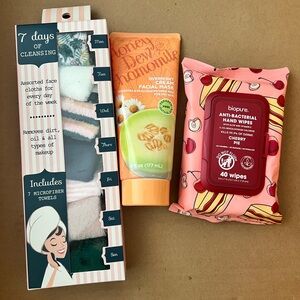 7 days
OF
CLEANSING
Assorted face
cloths for
every day
of the week
Removes dirt,
oil & all
types of
makeup
Includes
7 MICROFIBER
TOWELS
Mon
Tue
Wed
Thurs
Fri
Sat
Sun
Honey
Dew
Chamomile
OVERNIGHT
CREAM
FACIAL MASK
biopure.
ANTI-BACTERIAL
HAND WIPES
CHERRY
PIE
40 wipes